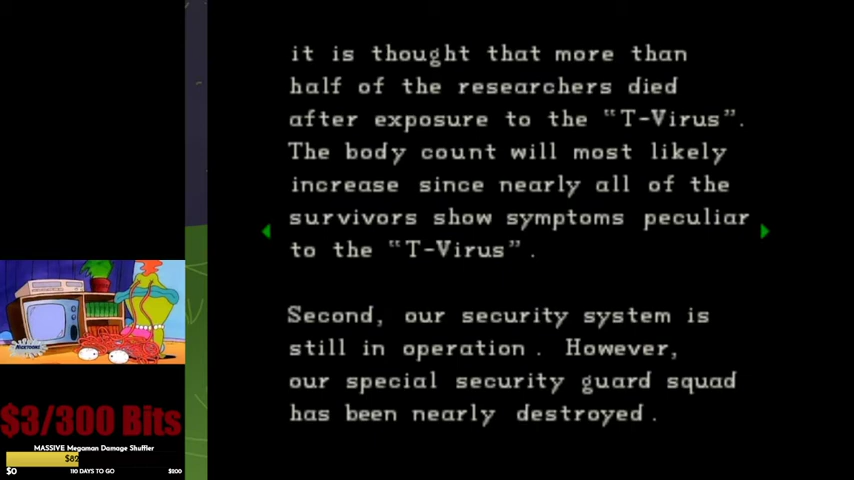 it is thought that more than
half of the researchers died
after exposure to the "T-Virus".
The body count will most likely
increase since nearly all of the
survivors show symptoms peculiar
to the "T-Virus" .
Second, our security system is
still in operation . However,
our special security guard squad
has been nearly destroyed .
NICKTOONS
$3/300 Bits
MASSIVE Megaman Damage Shuffler
$82
$0 110 DAYS TO GO $200